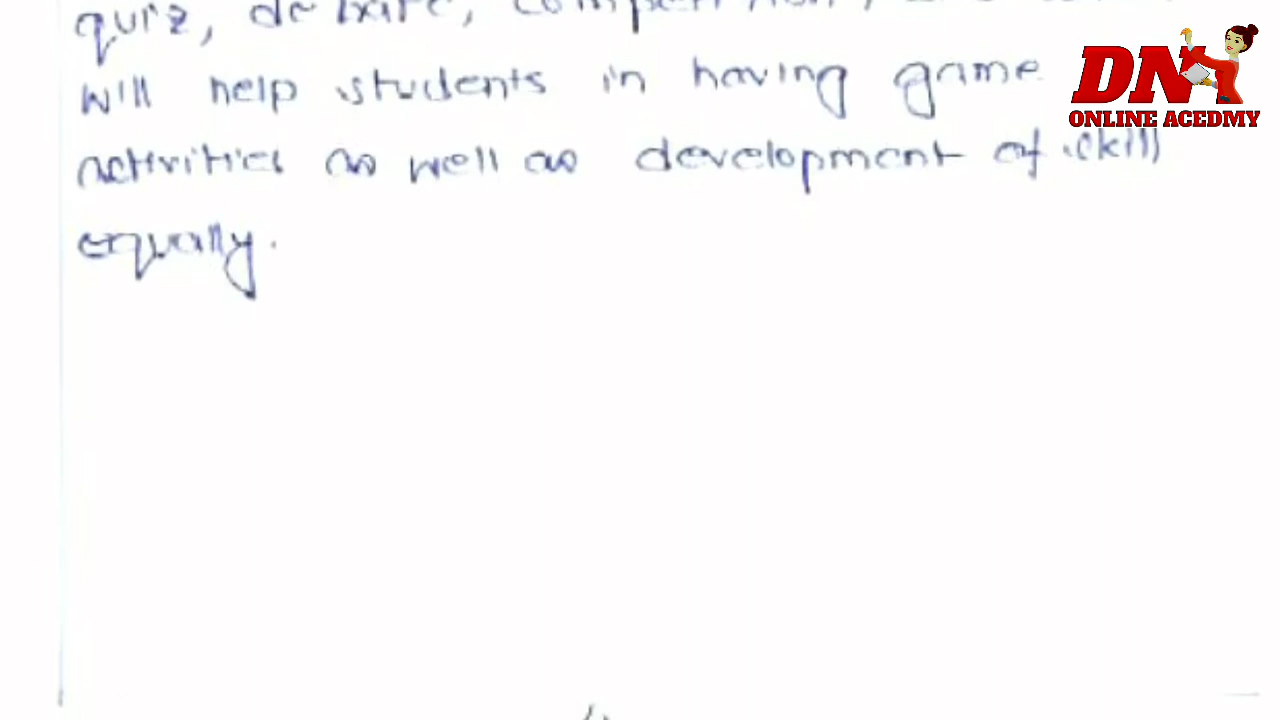 quiz, debate, competition,
will help students in having game
activities as well as development of skill
equally.
DN
ONLINE ACEDMY